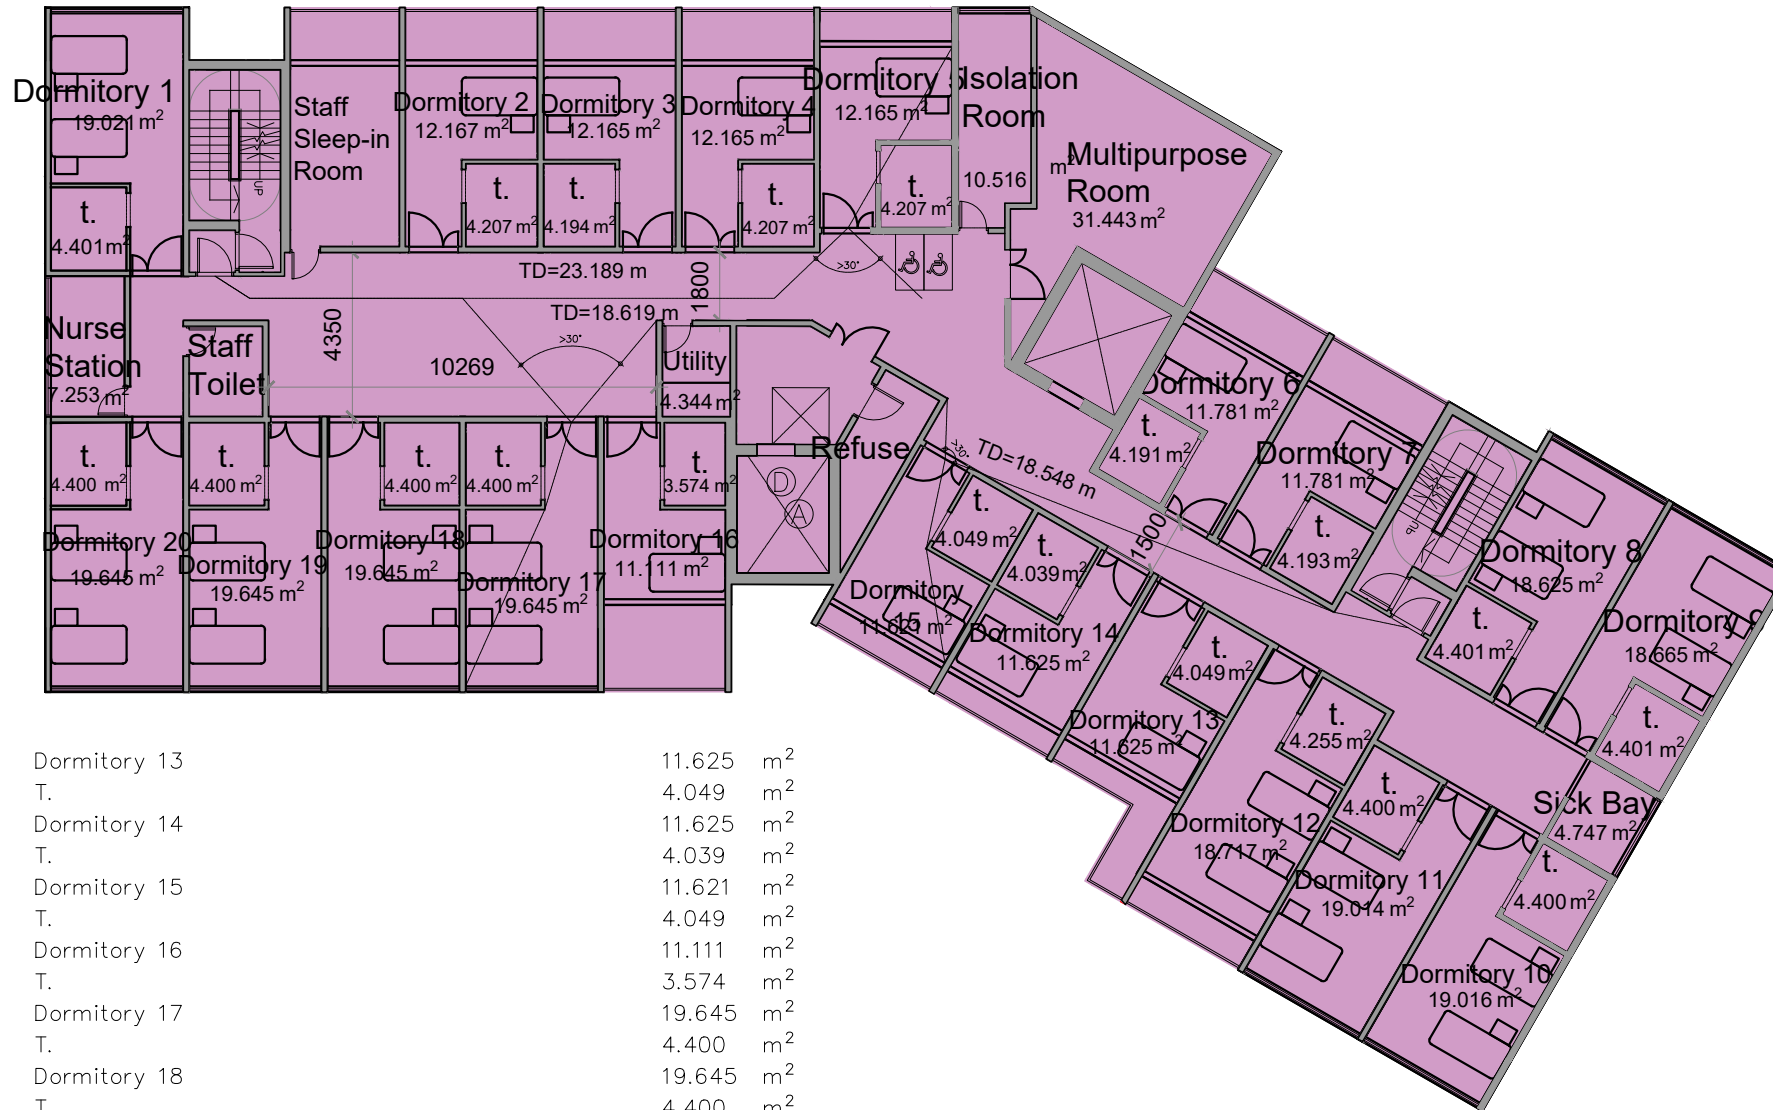 Dormitory 1
19.021 m²
t.
4.401 m²
UP
Staff
Sleep-in
Room
Dormitory 2
12.167 m²
t.
4.207 m²
Dormitory 3
12.165 m²
t.
4.194 m²
Dormitory 4
12.165 m²
t.
4.207 m²
Dormitory 5
12.165 m²
t.
4.207 m²
Isolation
Room
10.516 m²
Multipurpose
Room
31.443 m²
TD=23.189 m
TD=18.619 m
>30°
>30°
1800
4350
10269
Nurse
Station
7.253 m²
Staff
Toilet
Utility
4.344 m²
Refuse
D
A
>30°
TD=18.548 m
1500
Dormitory 6
11.781 m²
t.
4.191 m²
Dormitory 7
11.781 m²
t.
4.193 m²
UP
Dormitory 8
18.625 m²
t.
4.401 m²
Dormitory 9
18.665 m²
t.
4.401 m²
Sick Bay
4.747 m²
t.
4.400 m²
Dormitory 10
19.016 m²
t.
4.400 m²
Dormitory 11
19.014 m²
t.
4.255 m²
Dormitory 12
18.717 m²
t.
4.049 m²
Dormitory 13
11.625 m²
t.
4.039 m²
Dormitory 14
11.625 m²
t.
4.049 m²
Dormitory
15
11.621 m²
t.
3.574 m²
Dormitory 16
11.111 m²
t.
4.400 m²
Dormitory 17
19.645 m²
t.
4.400 m²
Dormitory 18
19.645 m²
t.
4.400 m²
Dormitory 19
19.645 m²
t.
4.400 m²
Dormitory 20
19.645 m²
Dormitory 13 11.625 m²
T. 4.049 m²
Dormitory 14 11.625 m²
T. 4.039 m²
Dormitory 15 11.621 m²
T. 4.049 m²
Dormitory 16 11.111 m²
T. 3.574 m²
Dormitory 17 19.645 m²
T. 4.400 m²
Dormitory 18 19.645 m²
T. 4.400 m²